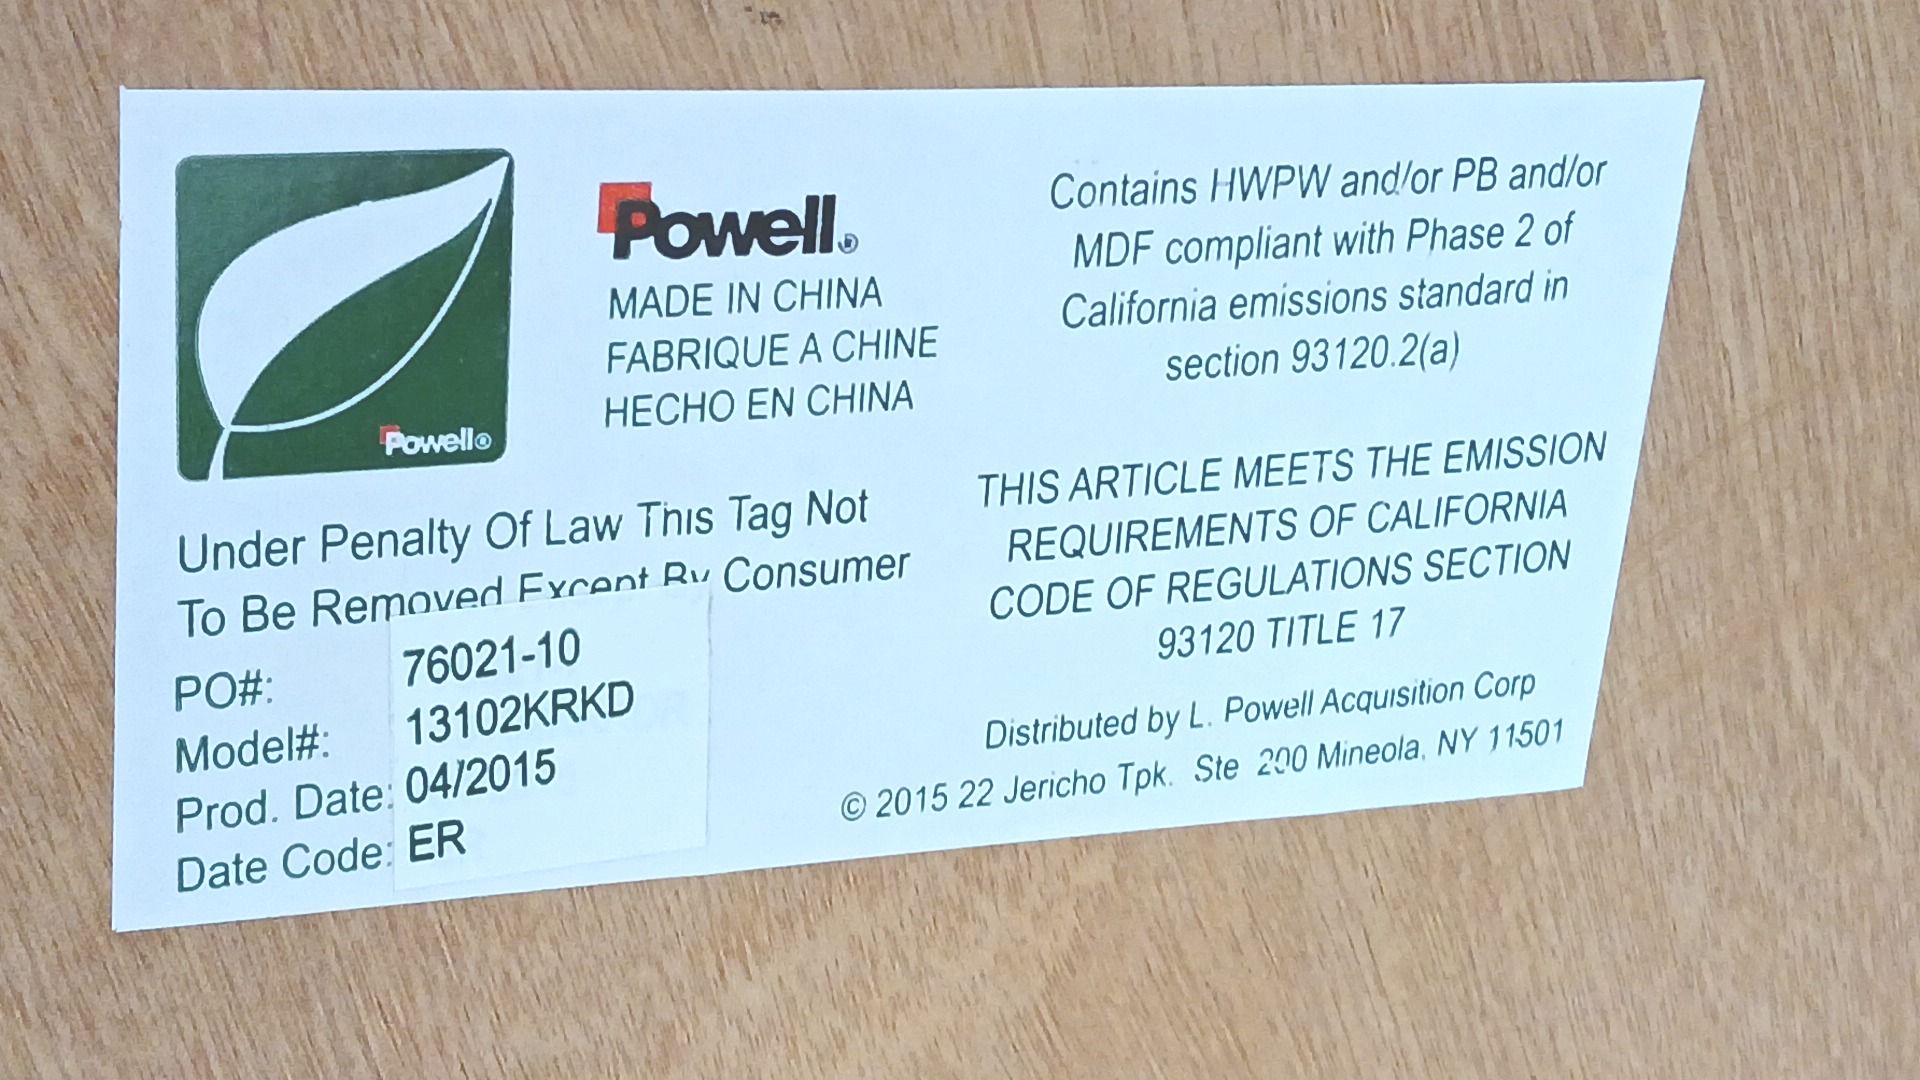 Powell®
Powell®
MADE IN CHINA
FABRIQUE A CHINE
HECHO EN CHINA
Under Penalty Of Law This Tag Not
To Be Removed Except By Consumer
PO#: 76021-10
Model#: 13102KRKD
Prod. Date: 04/2015
Date Code: ER
Contains HWPW and/or PB and/or
MDF compliant with Phase 2 of
California emissions standard in
section 93120.2(a)
THIS ARTICLE MEETS THE EMISSION
REQUIREMENTS OF CALIFORNIA
CODE OF REGULATIONS SECTION
93120 TITLE 17
Distributed by L. Powell Acquisition Corp
© 2015 22 Jericho Tpk. Ste 200 Mineola, NY 11501